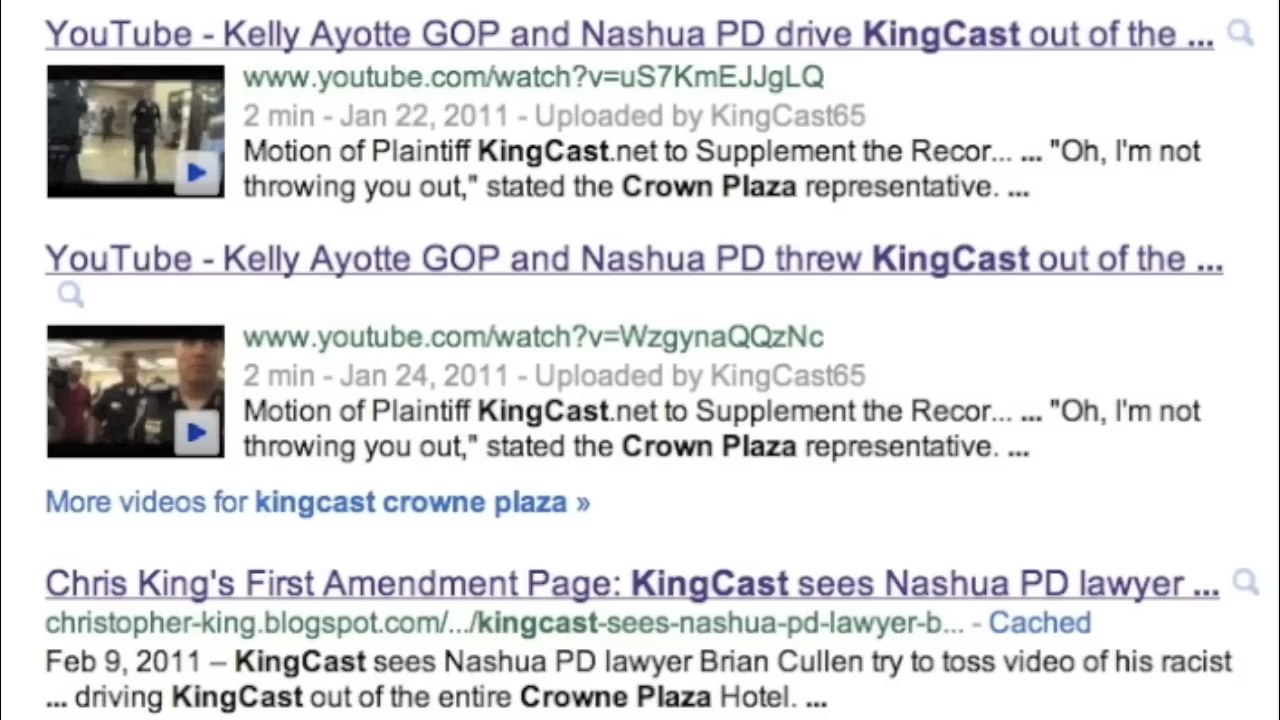 YouTube - Kelly Ayotte GOP and Nashua PD drive KingCast out of the ...
www.youtube.com/watch?v=uS7KmEJJgLQ
2 min - Jan 22, 2011 - Uploaded by KingCast65
Motion of Plaintiff KingCast.net to Supplement the Recor... ... "Oh, I'm not
throwing you out," stated the Crown Plaza representative. ...
YouTube - Kelly Ayotte GOP and Nashua PD threw KingCast out of the ...
www.youtube.com/watch?v=WzgynaQQzNc
2 min - Jan 24, 2011 - Uploaded by KingCast65
Motion of Plaintiff KingCast.net to Supplement the Recor... ... "Oh, I'm not
throwing you out," stated the Crown Plaza representative. ...
More videos for kingcast crowne plaza »
Chris King's First Amendment Page: KingCast sees Nashua PD lawyer ...
christopher-king.blogspot.com/.../kingcast-sees-nashua-pd-lawyer-b... - Cached
Feb 9, 2011 – KingCast sees Nashua PD lawyer Brian Cullen try to toss video of his racist
... driving KingCast out of the entire Crowne Plaza Hotel. ...